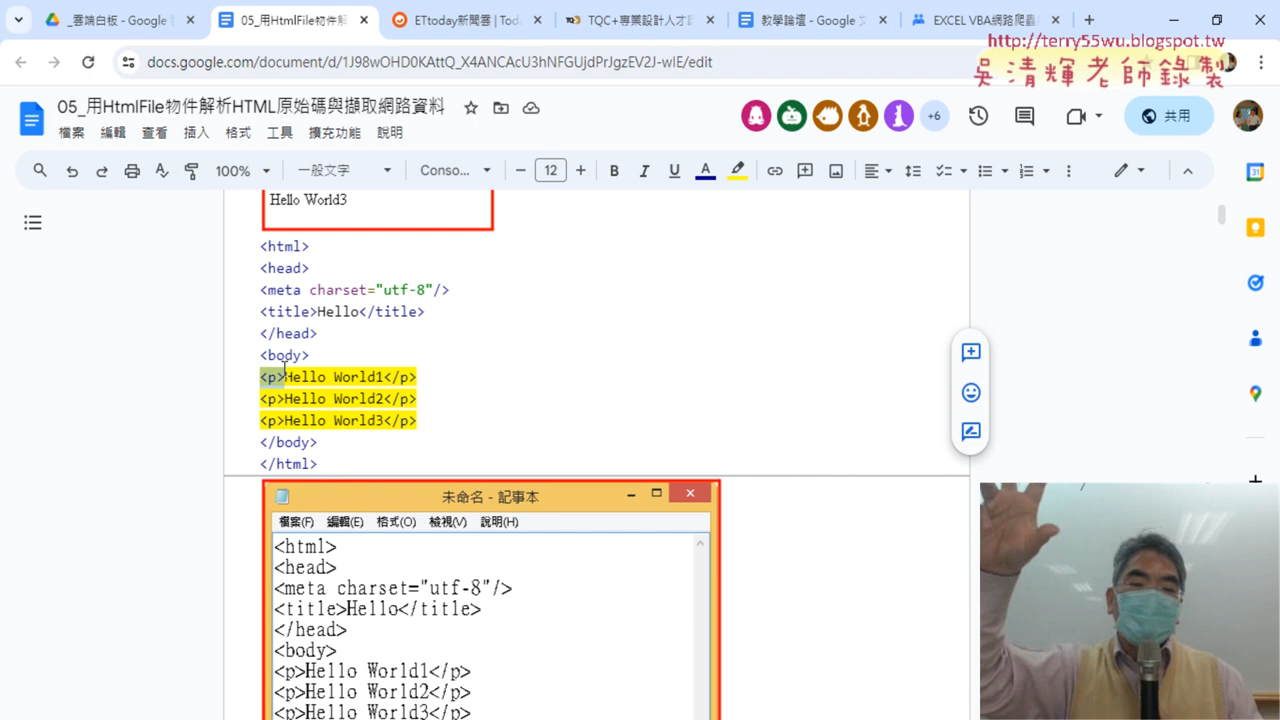 _雲端白板 - Google
05_用HtmlFile物件解
ETtoday新聞雲 | Tod
TQC+專業設計人才
教學論壇 - Google 
EXCEL VBA網路爬蟲
http://terry55wu.blogspot.tw
吳清輝老師錄製
docs.google.com/document/d/1J98wOHD0KAttQ_X4ANCAcU3hNFGUjdPrJgzEV2J-wIE/edit
05_用HtmlFile物件解析HTML原始碼與擷取網路資料
+6
共用
檔案 編輯 查看 插入 格式 工具 擴充功能 說明
100% 一般文字 Conso... 12 B I U A
31
Hello World3
<html>
<head>
<meta charset="utf-8"/>
<title>Hello</title>
</head>
<body>
<p>Hello World1</p>
<p>Hello World2</p>
<p>Hello World3</p>
</body>
</html>
未命名 - 記事本
檔案(F) 編輯(E) 格式(O) 檢視(V) 說明(H)
<html>
<head>
<meta charset="utf-8"/>
<title>Hello</title>
</head>
<body>
<p>Hello World1</p>
<p>Hello World2</p>
<p>Hello World3</p>